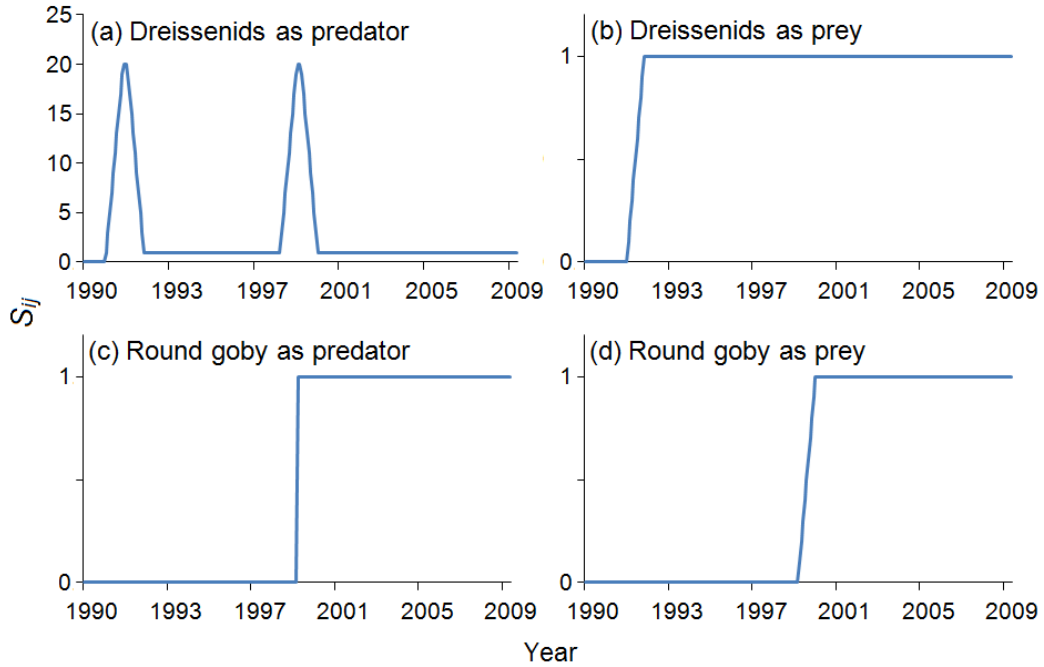 (a) Dreissenids as predator
25
20
15
10
5
0
1990 1993 1997 2001 2005 2009
(b) Dreissenids as prey
1
0
1990 1993 1997 2001 2005 2009
Sij
(c) Round goby as predator
1
0
1990 1993 1997 2001 2005 2009
(d) Round goby as prey
1
0
1990 1993 1997 2001 2005 2009
Year